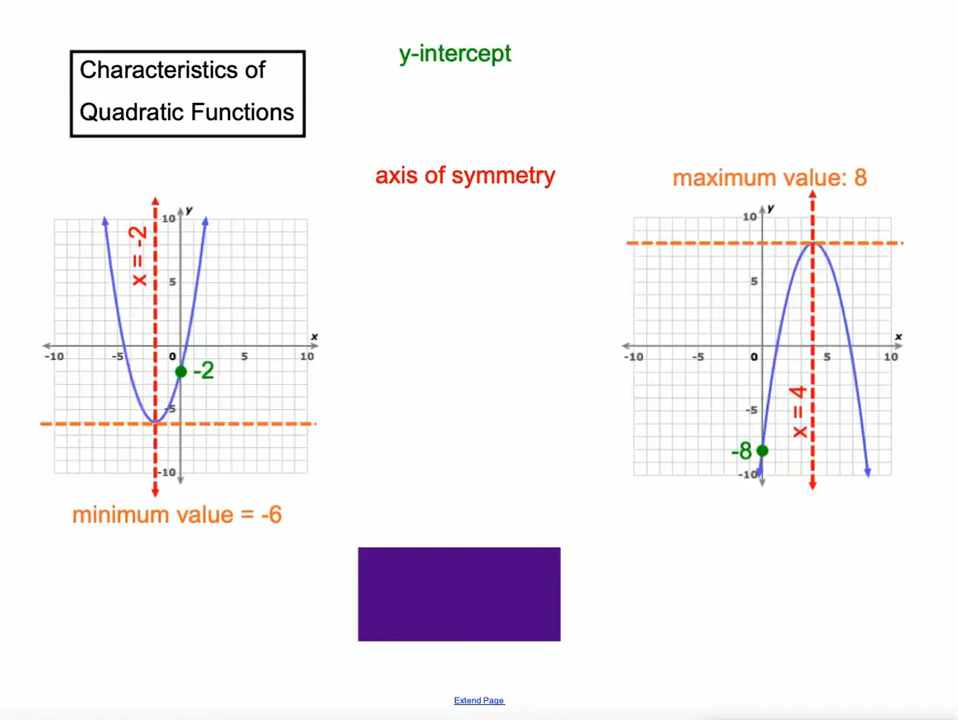 y-intercept
Characteristics of
Quadratic Functions
axis of symmetry
maximum value: 8
y
10
x = -2
5
x
-10
-5
0
5
10
-2
-5
-10
minimum value = -6
y
10
5
x
-10
-5
0
5
10
x = 4
-5
-8
-10
Extend Page